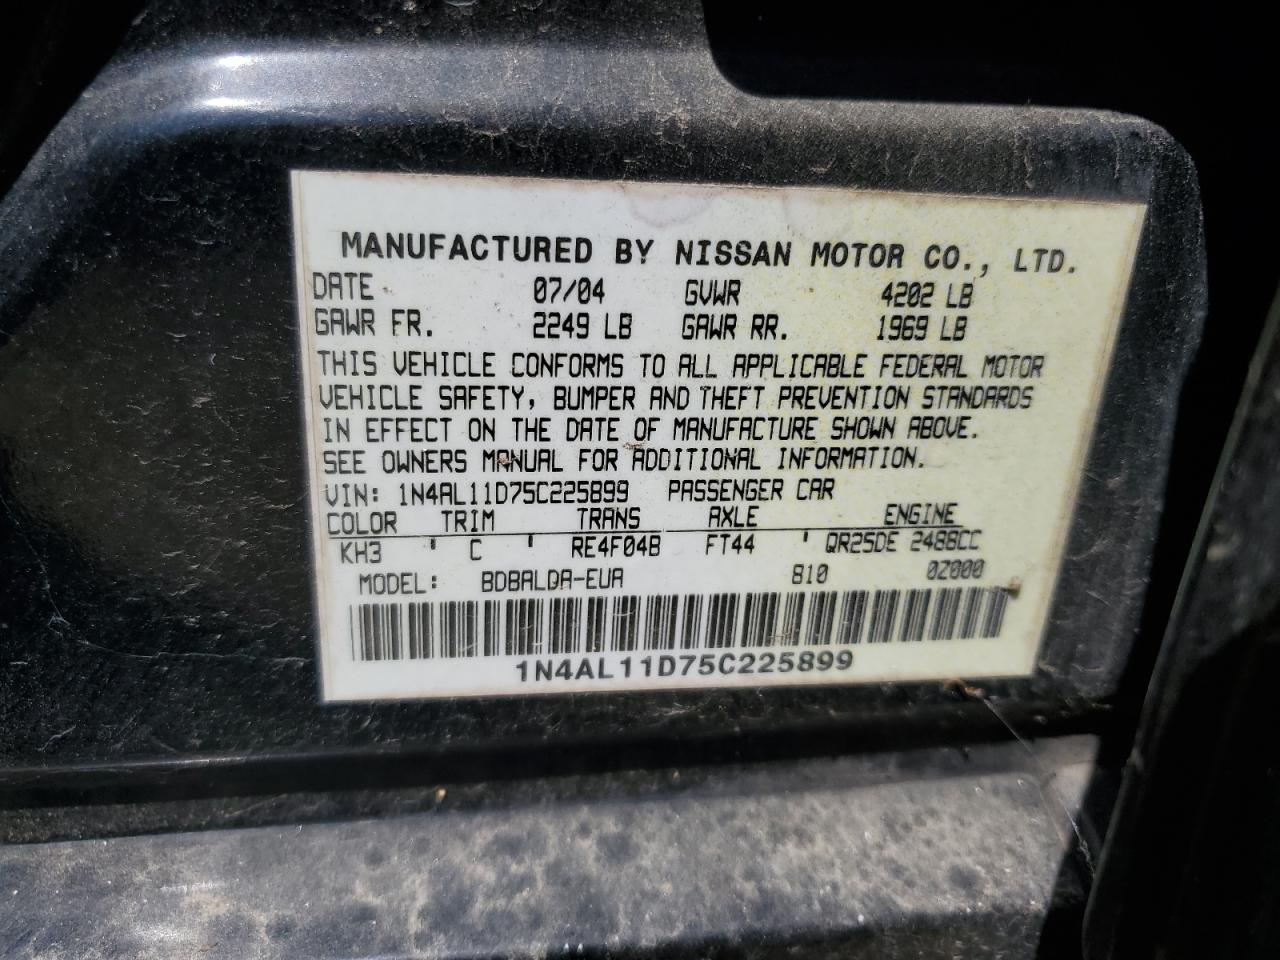 MANUFACTURED BY NISSAN MOTOR CO., LTD.
DATE 07/04 GVWR 4202 LB
GAWR FR. 2249 LB GAWR RR. 1969 LB
THIS VEHICLE CONFORMS TO ALL APPLICABLE FEDERAL MOTOR
VEHICLE SAFETY, BUMPER AND THEFT PREVENTION STANDARDS
IN EFFECT ON THE DATE OF MANUFACTURE SHOWN ABOVE.
SEE OWNERS MANUAL FOR ADDITIONAL INFORMATION.
VIN: 1N4AL11D75C225899 PASSENGER CAR
COLOR TRIM TRANS AXLE ENGINE
KH3 ' C ' RE4F04B FT44 ' QR25DE 2488CC
MODEL: BDBALDA-EUA 810 0Z000
1N4AL11D75C225899